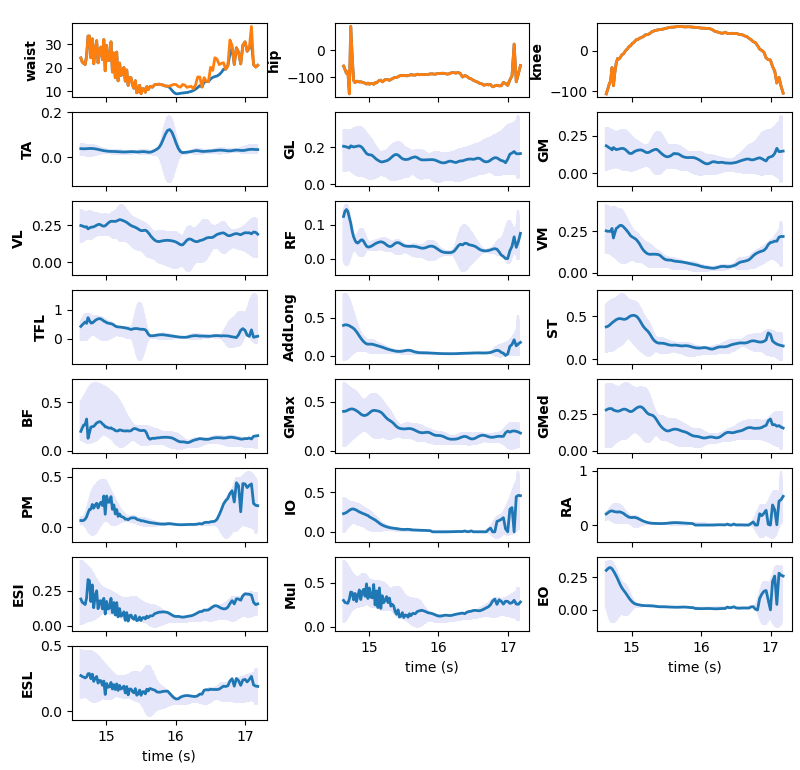 waist
30
20
10
hip
0
−100
knee
0
−100
TA
0.2
0.0
GL
0.2
0.0
GM
0.25
0.00
VL
0.25
0.00
RF
0.1
0.0
VM
0.25
0.00
TFL
1
0
AddLong
0.5
0.0
ST
0.5
0.0
BF
0.5
0.0
GMax
0.5
0.0
GMed
0.25
0.00
PM
0.5
0.0
IO
0.5
0.0
RA
1
0
ESI
0.25
0.00
Mul
0.5
0.0
15 16 17
time (s)
EO
0.25
0.00
15 16 17
time (s)
ESL
0.5
0.0
15 16 17
time (s)